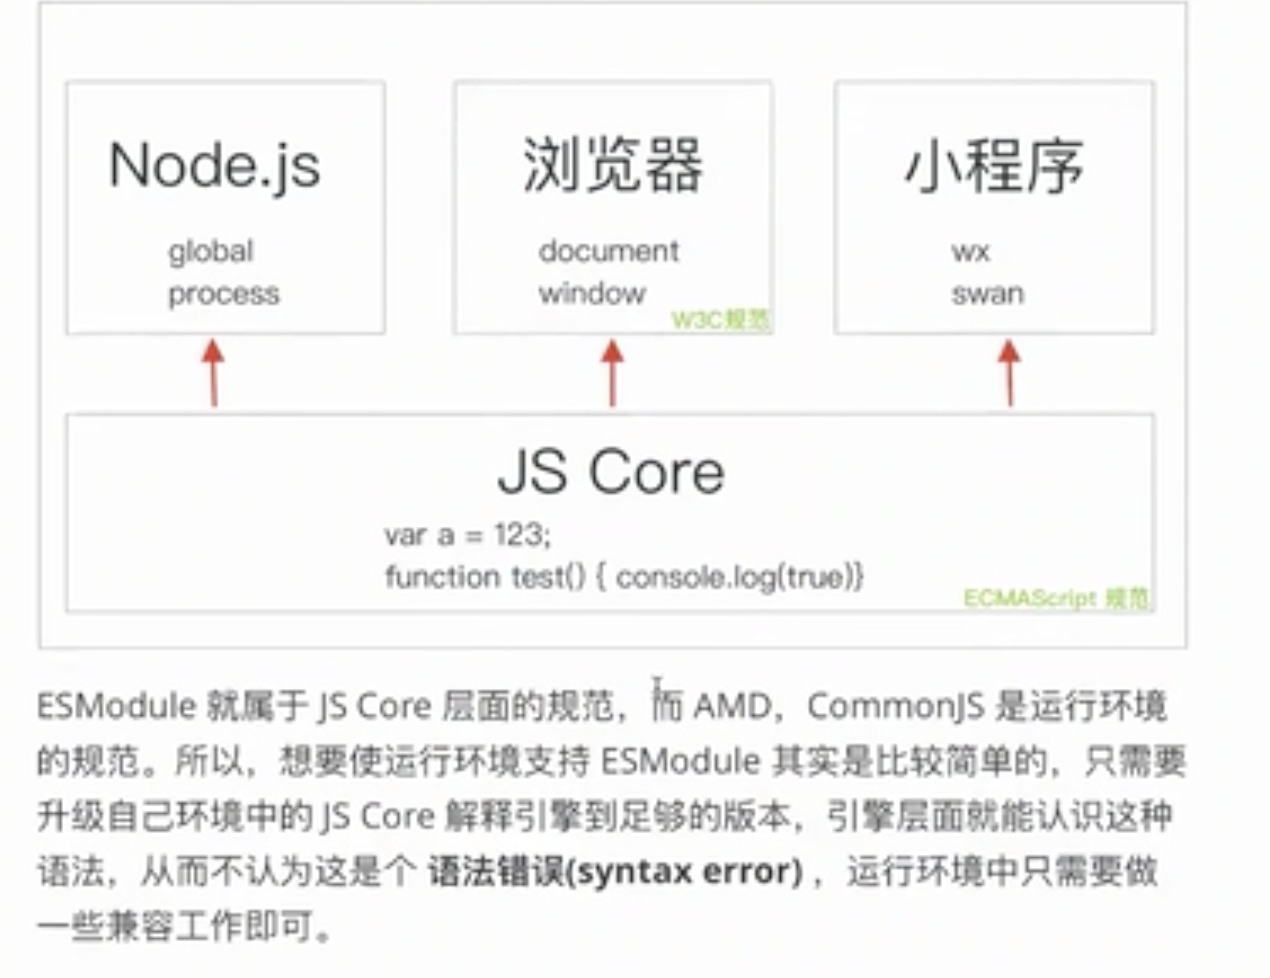 Node.js
global
process
浏览器
document
window
W3C规范
小程序
wx
swan
JS Core
var a = 123;
function test() { console.log(true)}
ECMAScript 规范
ESModule 就属于 JS Core 层面的规范，而 AMD，CommonJS 是运行环境
的规范。所以，想要使运行环境支持 ESModule 其实是比较简单的，只需要
升级自己环境中的 JS Core 解释引擎到足够的版本，引擎层面就能认识这种
语法，从而不认为这是个 语法错误(syntax error) ，运行环境中只需要做
一些兼容工作即可。